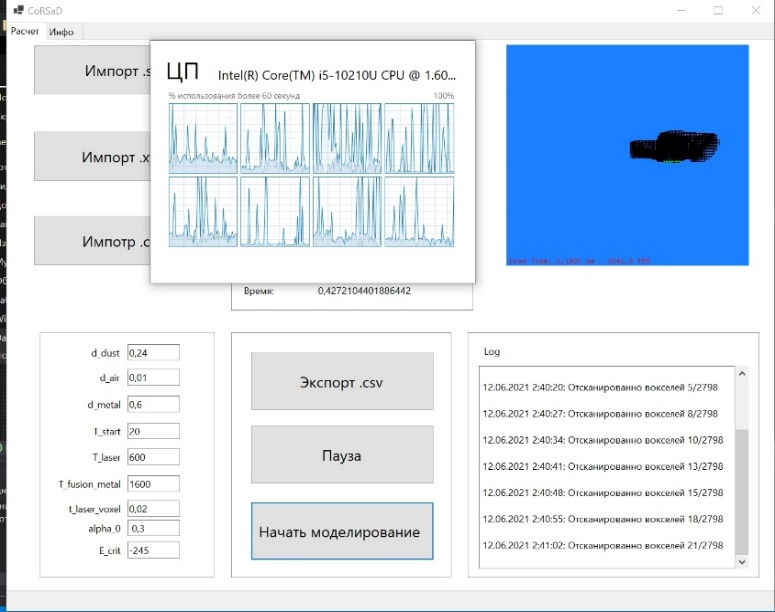 CoRSaD
Расчет Инфо
Импорт .s
ЦП Intel(R) Core(TM) i5-10210U CPU @ 1.60...
% использования более 60 секунд 100%
Импорт .x
Импотр .c
Время: 0,4272104401886442
d_dust 0,24
d_air 0,01
d_metal 0,6
T_start 20
T_laser 600
T_fusion_metal 1600
t_laser_voxel 0,02
alpha_0 0,3
E_crit -245
Экспорт .csv
Пауза
Начать моделирование
Log
12.06.2021 2:40:20: Отсканированно вокселей 5/2798
12.06.2021 2:40:27: Отсканированно вокселей 8/2798
12.06.2021 2:40:34: Отсканированно вокселей 10/2798
12.06.2021 2:40:41: Отсканированно вокселей 13/2798
12.06.2021 2:40:48: Отсканированно вокселей 15/2798
12.06.2021 2:40:55: Отсканированно вокселей 18/2798
12.06.2021 2:41:02: Отсканированно вокселей 21/2798